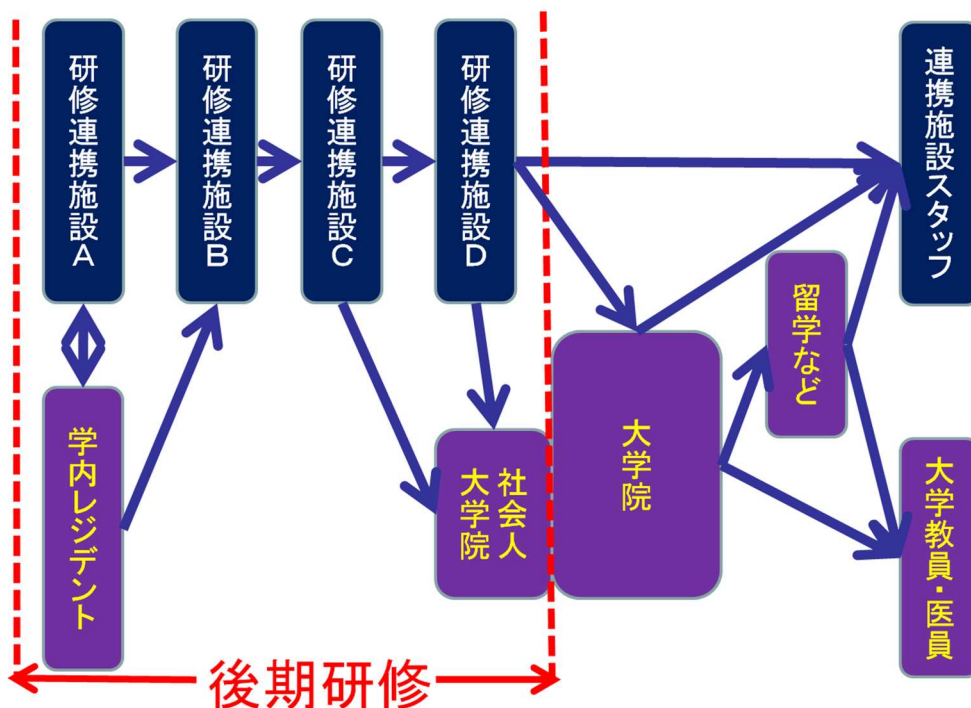 研修連携施設A
研修連携施設B
研修連携施設C
研修連携施設D
連携施設スタッフ
学内レジデント
社会人
大学院
大学院
留学など
大学教員・医員
後期研修